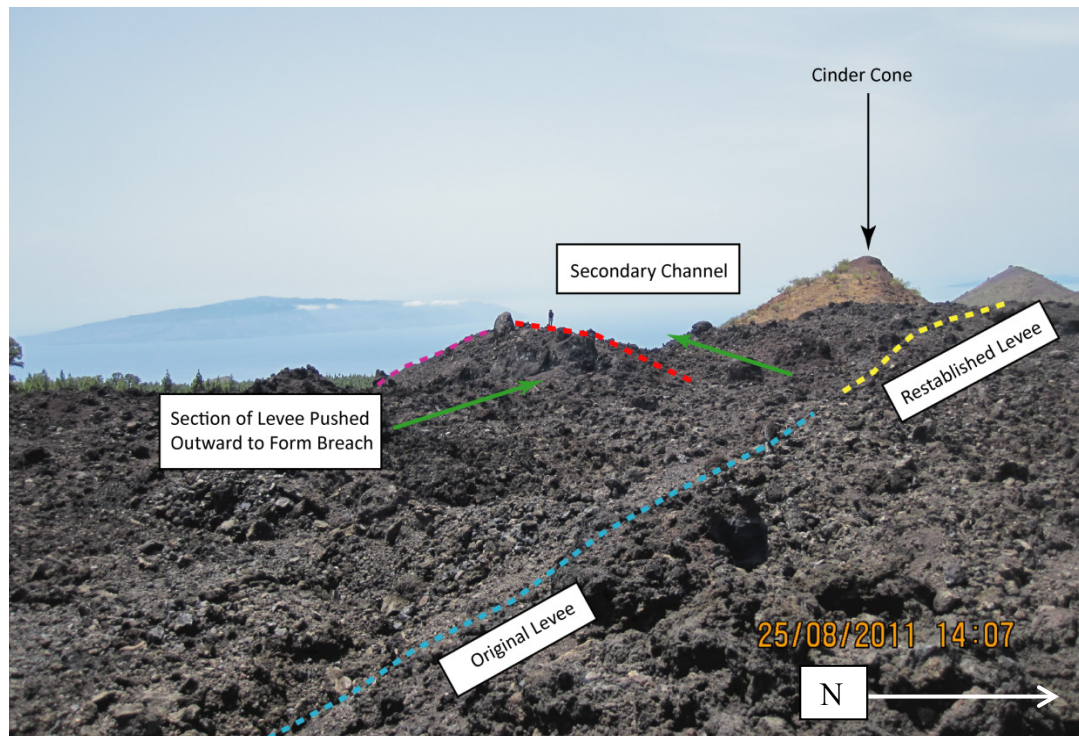 Cinder Cone
Secondary Channel
Restablished Levee
Section of Levee Pushed
Outward to Form Breach
Original Levee
25/08/2011 14:07
N